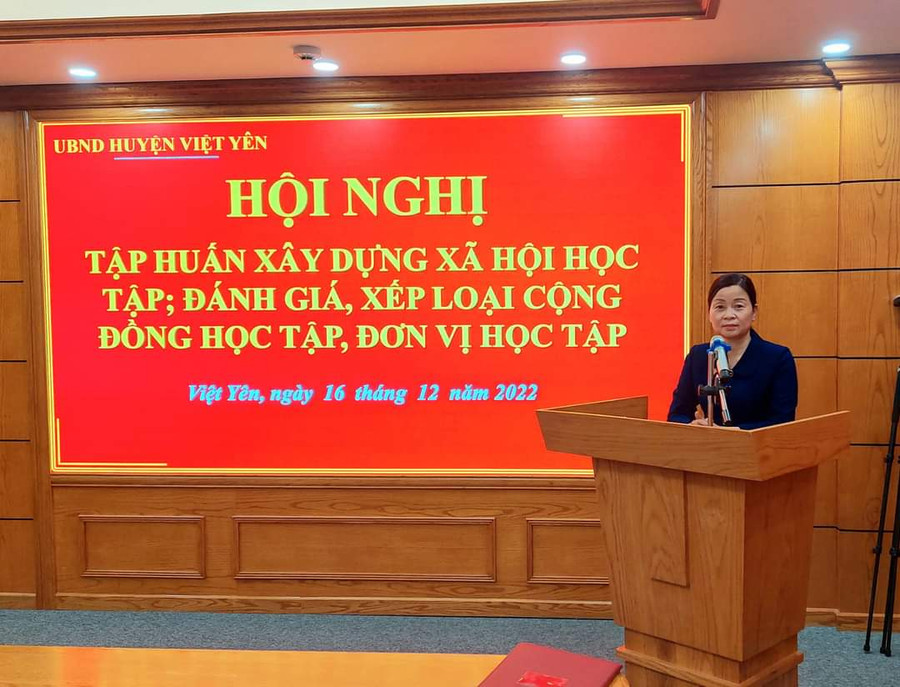 UBND HUYỆN VIỆT YÊN
HỘI NGHỊ
TẬP HUẤN XÂY DỰNG XÃ HỘI HỌC
TẬP; ĐÁNH GIÁ, XẾP LOẠI CỘNG
ĐỒNG HỌC TẬP, ĐƠN VỊ HỌC TẬP
Việt Yên, ngày 16 tháng 12 năm 2022